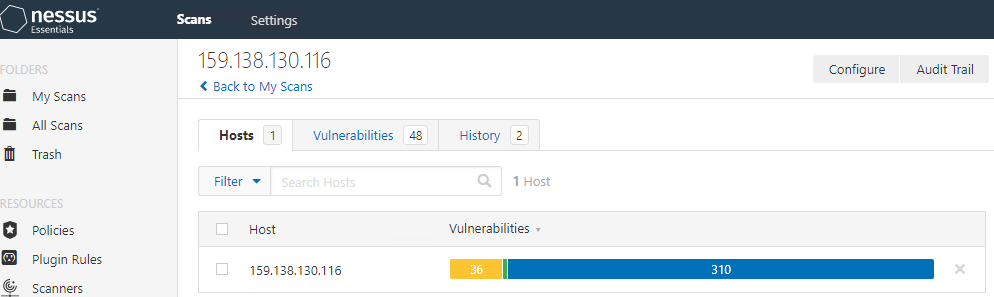 nessus
Essentials
Scans
Settings
FOLDERS
My Scans
All Scans
Trash
RESOURCES
Policies
Plugin Rules
Scanners
159.138.130.116
Back to My Scans
Configure
Audit Trail
Hosts 1
Vulnerabilities 48
History 2
Filter
Search Hosts
1 Host
Host
Vulnerabilities
159.138.130.116
36
310